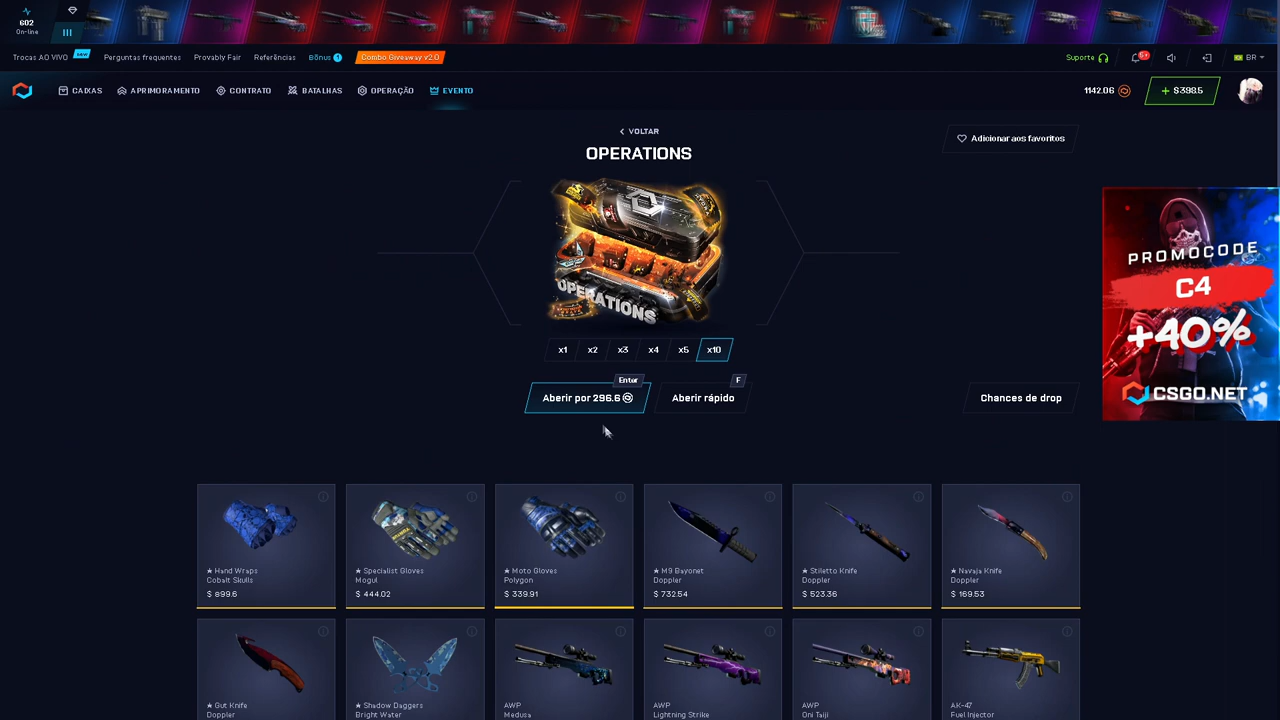 602
On-line
Trocas AO VIVO NEW
Perguntas frequentes
Provably Fair
Referências
Bônus 1
Combo Giveaway v2.0
Suporte
5+
BR
CAIXAS
APRIMORAMENTO
CONTRATO
BATALHAS
OPERAÇÃO
EVENTO
1142.06
+ $ 398.5
VOLTAR
OPERATIONS
Adicionar aos favoritos
OPERATIONS
x1
x2
x3
x4
x5
x10
Enter
F
Aberir por 296.6
Aberir rápido
Chances de drop
PROMOCODE
C4
+40%
CSGO.NET
★ Hand Wraps
Cobalt Skulls
$ 899.6
★ Specialist Gloves
Mogul
$ 444.02
★ Moto Gloves
Polygon
$ 339.91
★ M9 Bayonet
Doppler
$ 732.54
★ Stiletto Knife
Doppler
$ 523.36
★ Navaja Knife
Doppler
$ 169.53
★ Gut Knife
Doppler
★ Shadow Daggers
Bright Water
AWP
Medusa
AWP
Lightning Strike
AWP
Oni Taiji
AK-47
Fuel Injector